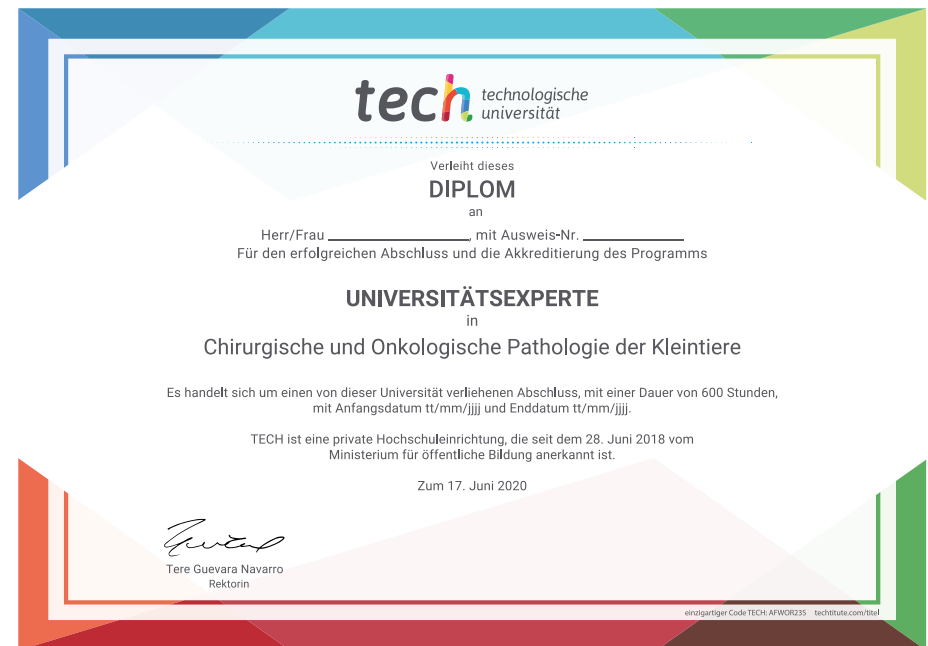 tech technologische
universität
Verleiht dieses
DIPLOM
an
Herr/Frau ____________________, mit Ausweis-Nr. ______________
Für den erfolgreichen Abschluss und die Akkreditierung des Programms
UNIVERSITÄTSEXPERTE
in
Chirurgische und Onkologische Pathologie der Kleintiere
Es handelt sich um einen von dieser Universität verliehenen Abschluss, mit einer Dauer von 600 Stunden,
mit Anfangsdatum tt/mm/jjjj und Enddatum tt/mm/jjjj.
TECH ist eine private Hochschuleinrichtung, die seit dem 28. Juni 2018 vom
Ministerium für öffentliche Bildung anerkannt ist.
Zum 17. Juni 2020
Tere Guevara Navarro
Rektorin
einzigartiger Code TECH: AFWOR23S techtitute.com/titel